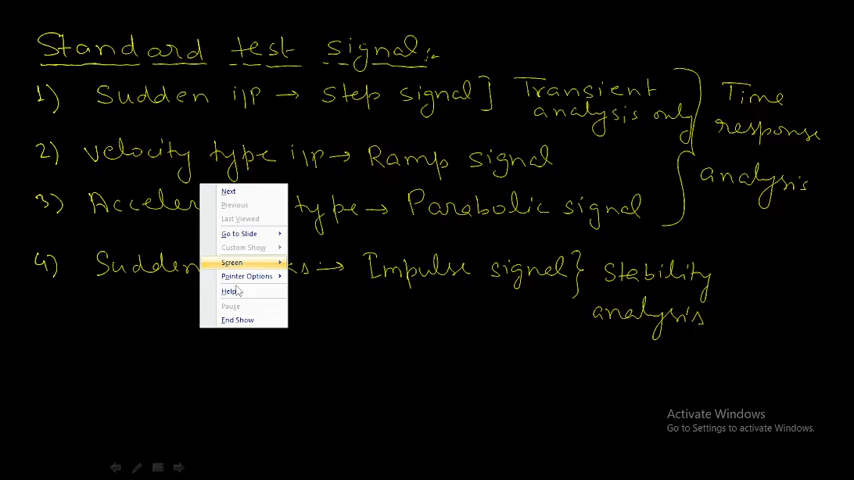 Standard test signal:-
1) Sudden i/p → Step signal] Transient analysis only
2) Velocity type i/p → Ramp signal
3) Acceler type → Parabolic signal
Time response analysis
4) Sudden ks → Impulse signal} Stability analysis
Next
Previous
Last Viewed
Go to Slide
Custom Show
Screen
Pointer Options
Help
Pause
End Show
Activate Windows
Go to Settings to activate Windows.